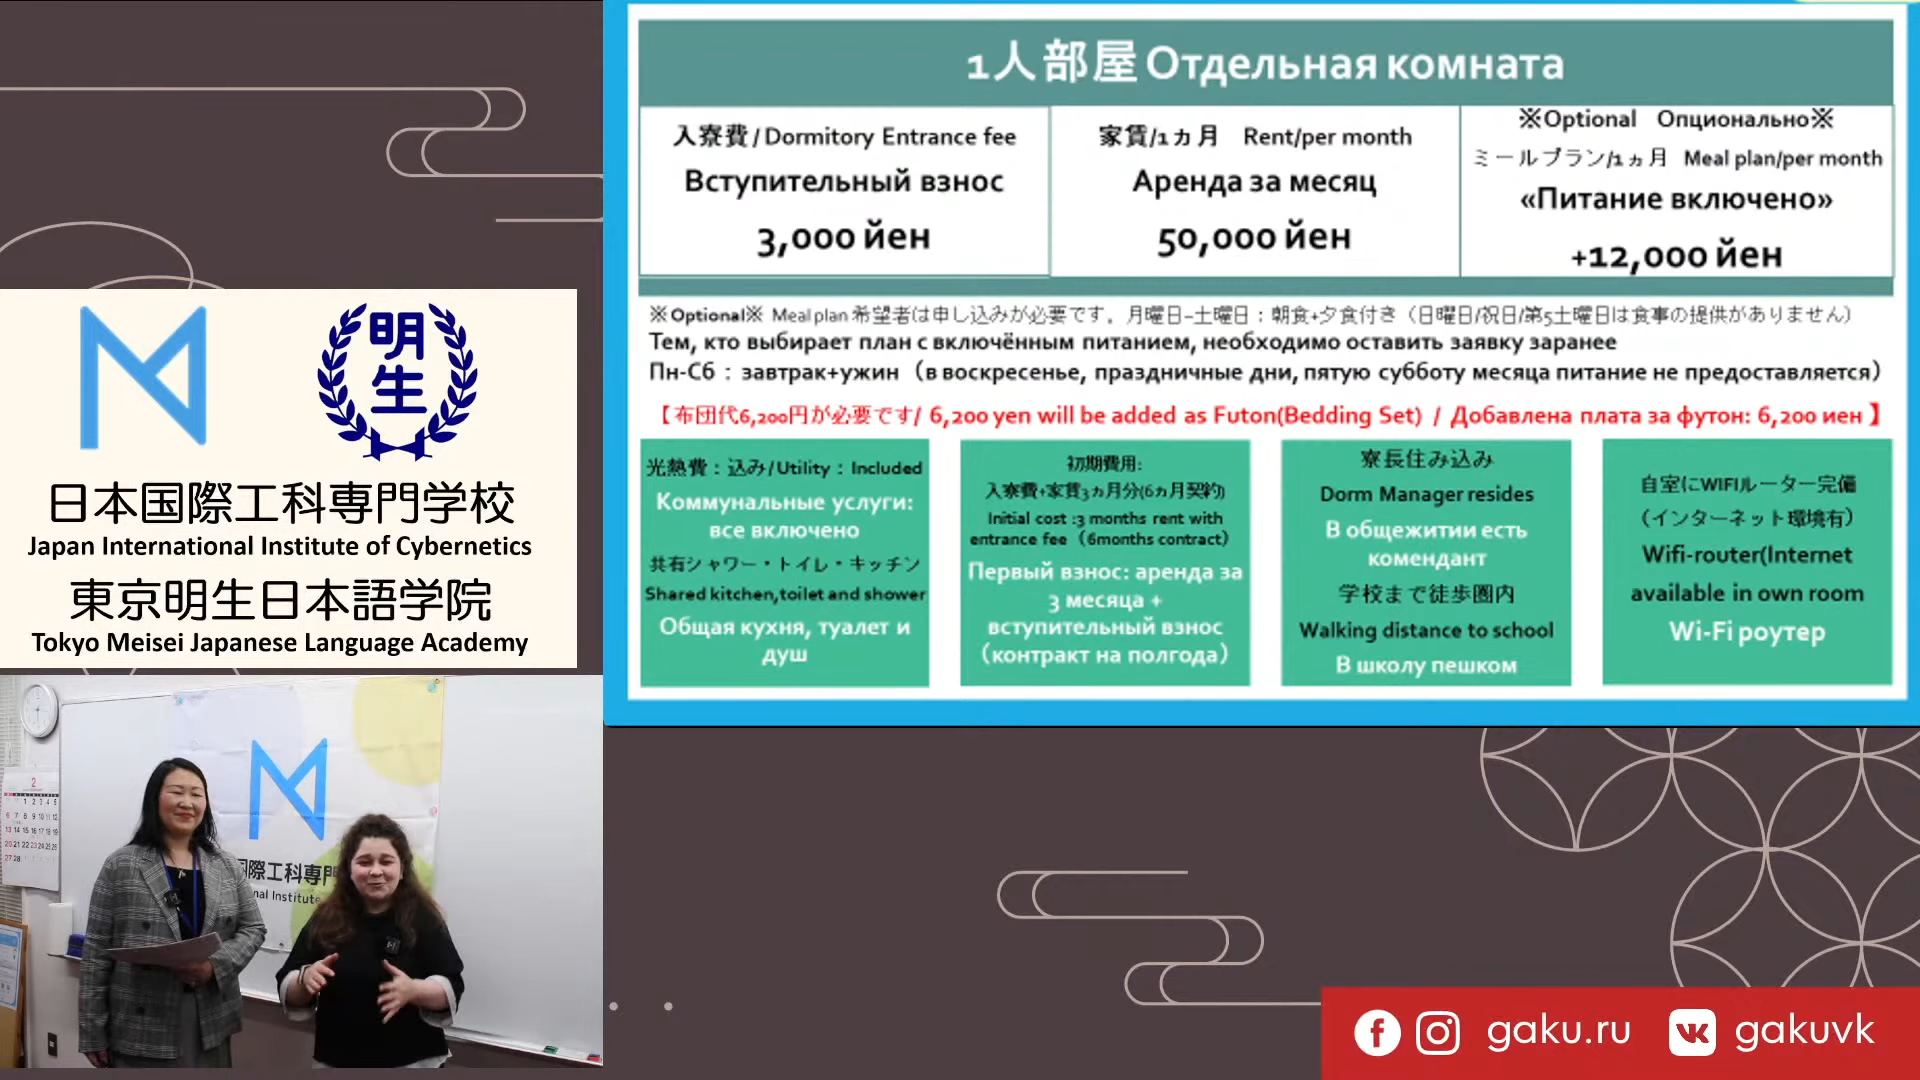 明
生
日本国際工科専門学校
Japan International Institute of Cybernetics
東京明生日本語学院
Tokyo Meisei Japanese Language Academy
1人部屋 Отдельная комната
入寮費/Dormitory Entrance fee
Вступительный взнос
3,000 йен
家賃/1ヵ月 Rent/per month
Аренда за месяц
50,000 йен
※Optional Опционально※
ミールプラン/1ヵ月 Meal plan/per month
«Питание включено»
+12,000 йен
※Optional※ Meal plan 希望者は申し込みが必要です。月曜日–土曜日：朝食+夕食付き（日曜日/祝日/第5土曜日は食事の提供がありません）
Тем, кто выбирает план с включённым питанием, необходимо оставить заявку заранее
Пн-Сб：завтрак+ужин（в воскресенье, праздничные дни, пятую субботу месяца питание не предоставляется）
【布団代6,200円が必要です/ 6,200 yen will be added as Futon(Bedding Set) / Добавлена плата за футон: 6,200 иен 】
光熱費：込み/Utility：Included
Коммунальные услуги:
все включено
共有シャワー・トイレ・キッチン
Shared kitchen,toilet and shower
Общая кухня, туалет и
душ
初期費用:
入寮費+家賃3ヵ月分(6ヵ月契約)
Initial cost :3 months rent with
entrance fee（6months contract）
Первый взнос: аренда за
3 месяца +
вступительный взнос
（контракт на полгода）
寮長住み込み
Dorm Manager resides
В общежитии есть
комендант
学校まで徒歩圏内
Walking distance to school
В школу пешком
自室にWIFIルーター完備
（インターネット環境有）
Wifi-router(Internet
available in own room
Wi-Fi роутер
国際工科専門
nal Institute
2
gaku.ru
gakuvk